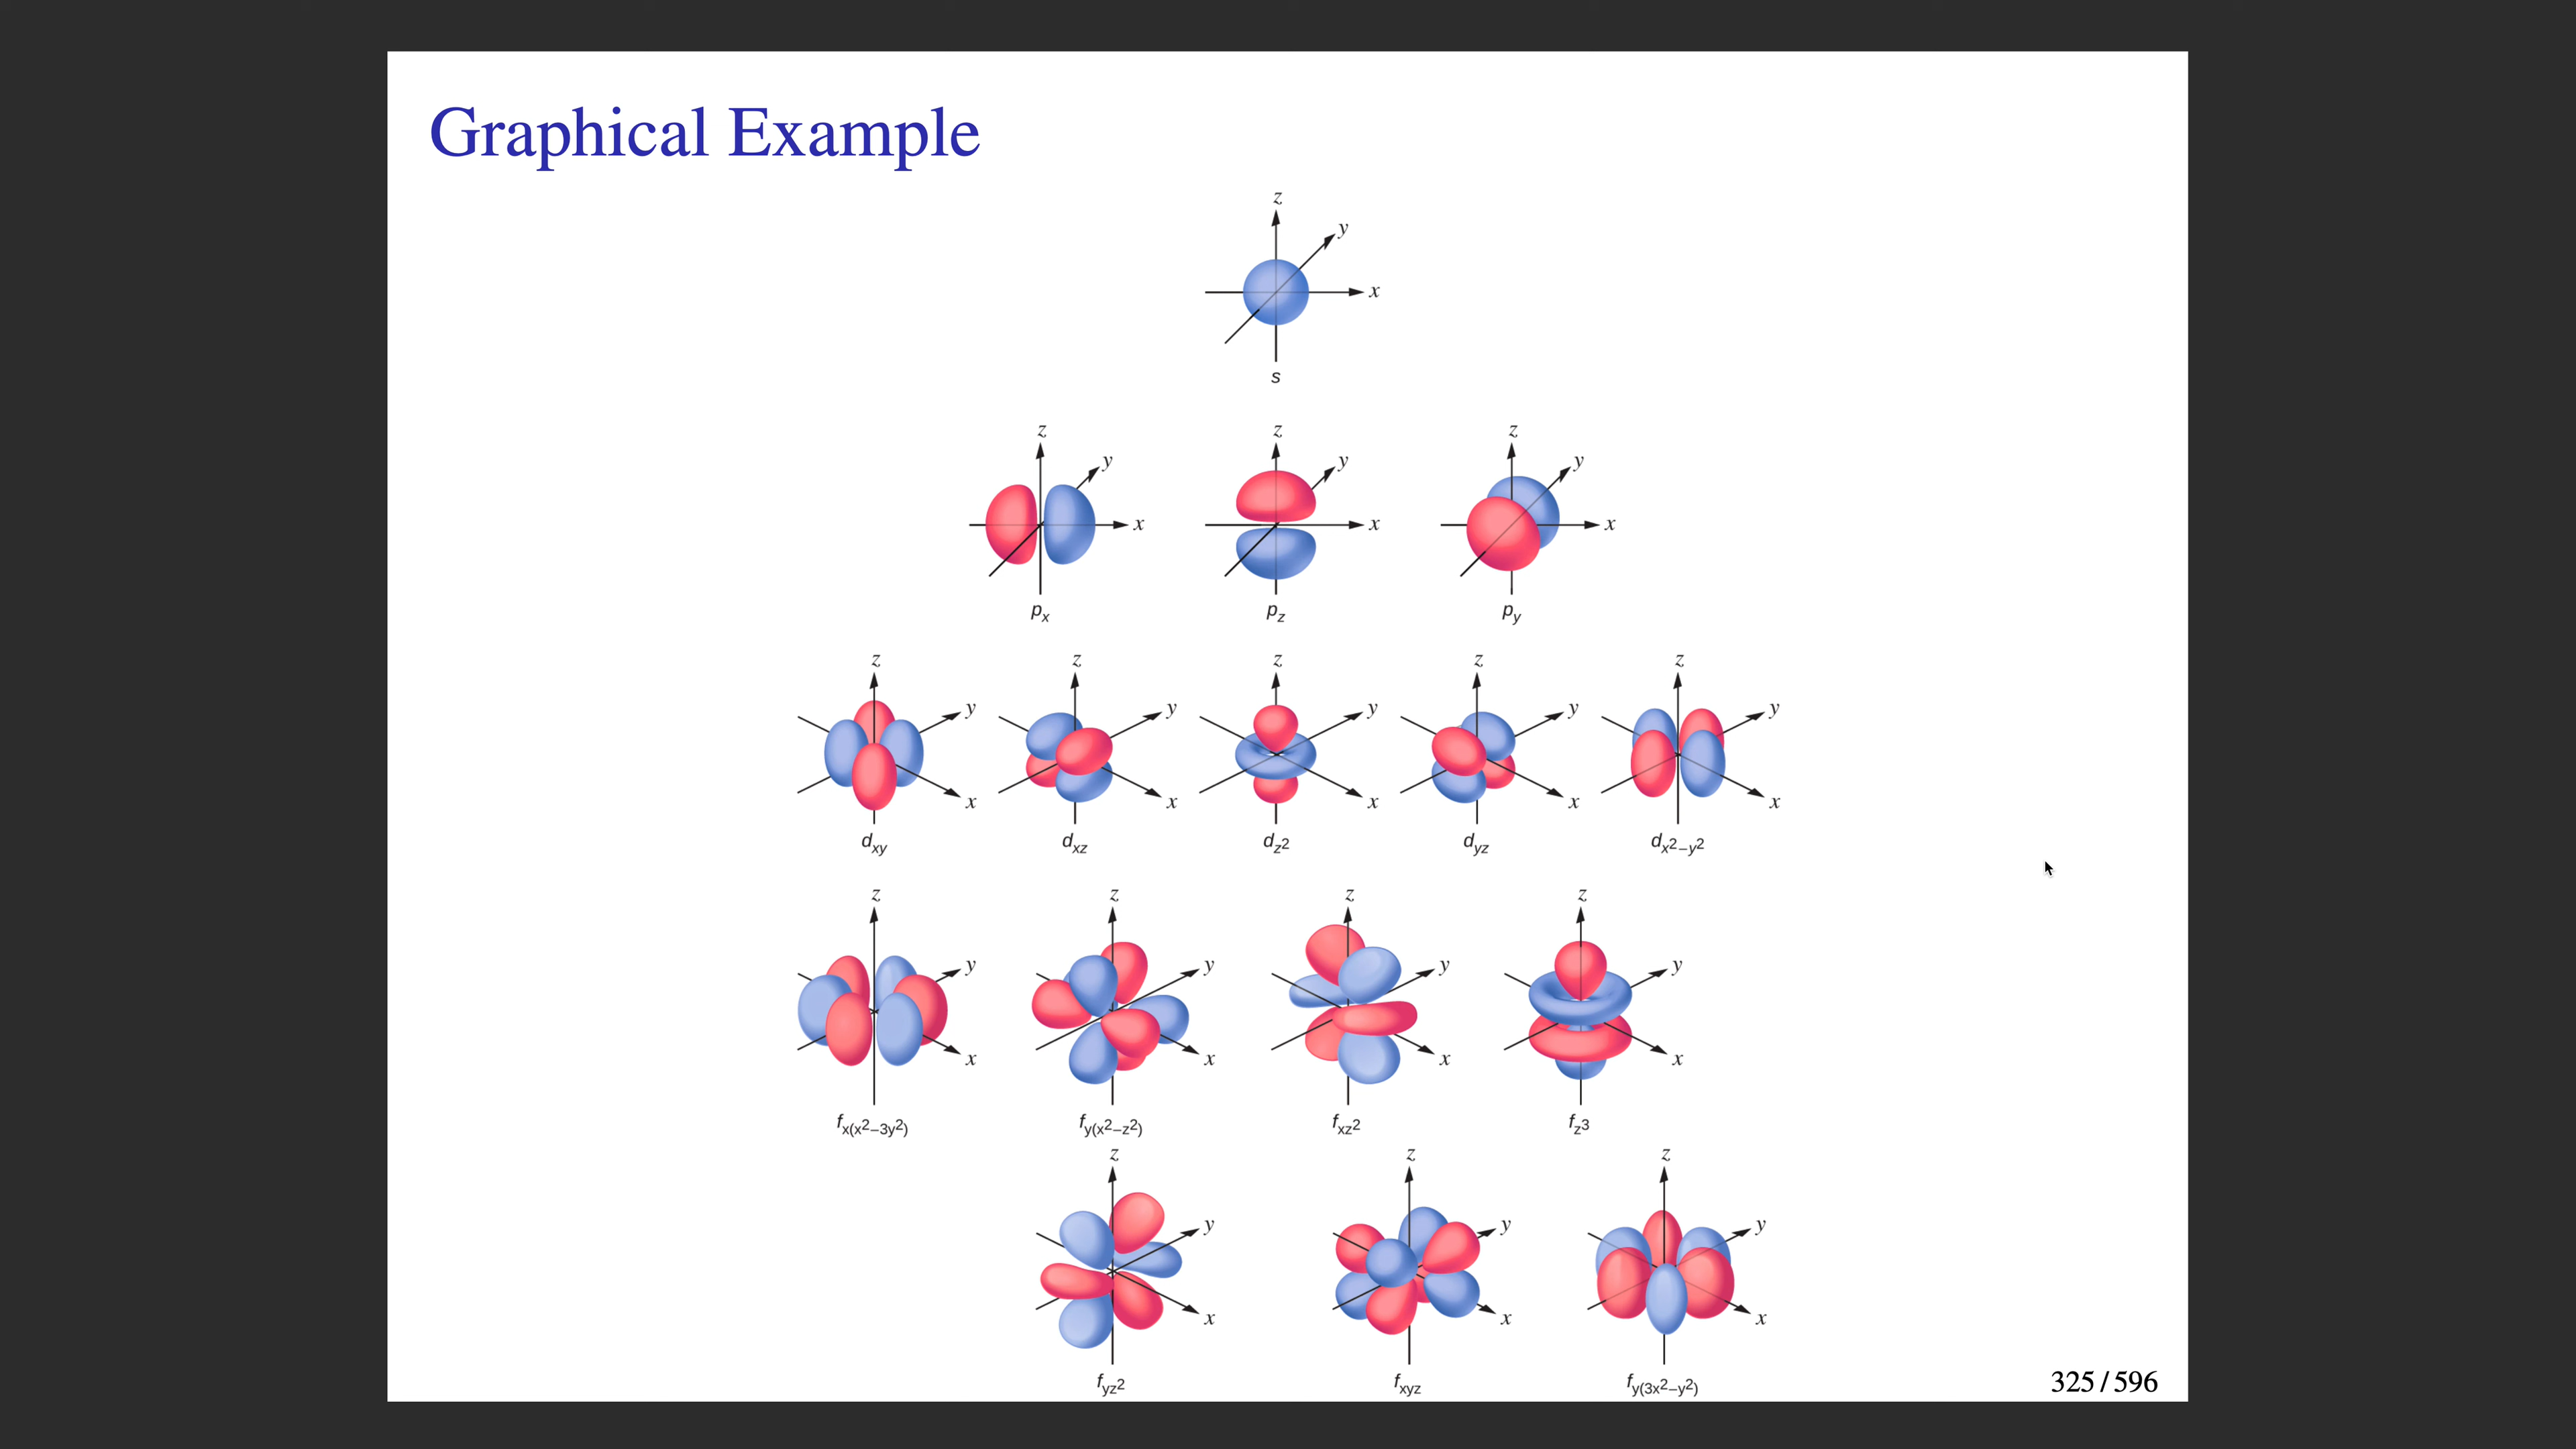 Graphical Example
z
y
x
s
z z z
y y y
x x x
px pz py
z z z z z
y y y y y
x x x x x
dxy dxz dz2 dyz dx2–y2
z z z z
y y y y
x x x x
fx(x2–3y2) fy(x2–z2) fxz2 fz3
z z z
y y y
x x x
fyz2 fxyz fy(3x2–y2)
325 / 596